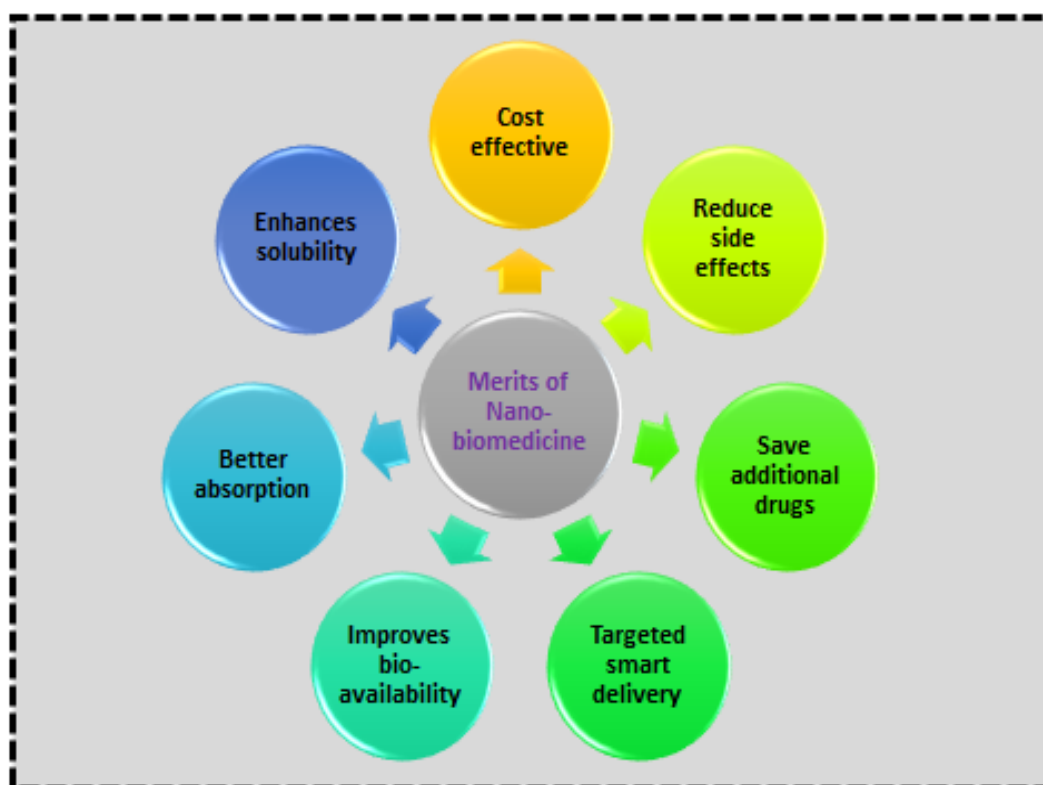 Cost
effective
Reduce
side
effects
Save
additional
drugs
Targeted
smart
delivery
Improves
bio-
availability
Better
absorption
Enhances
solubility
Merits of
Nano-
biomedicine